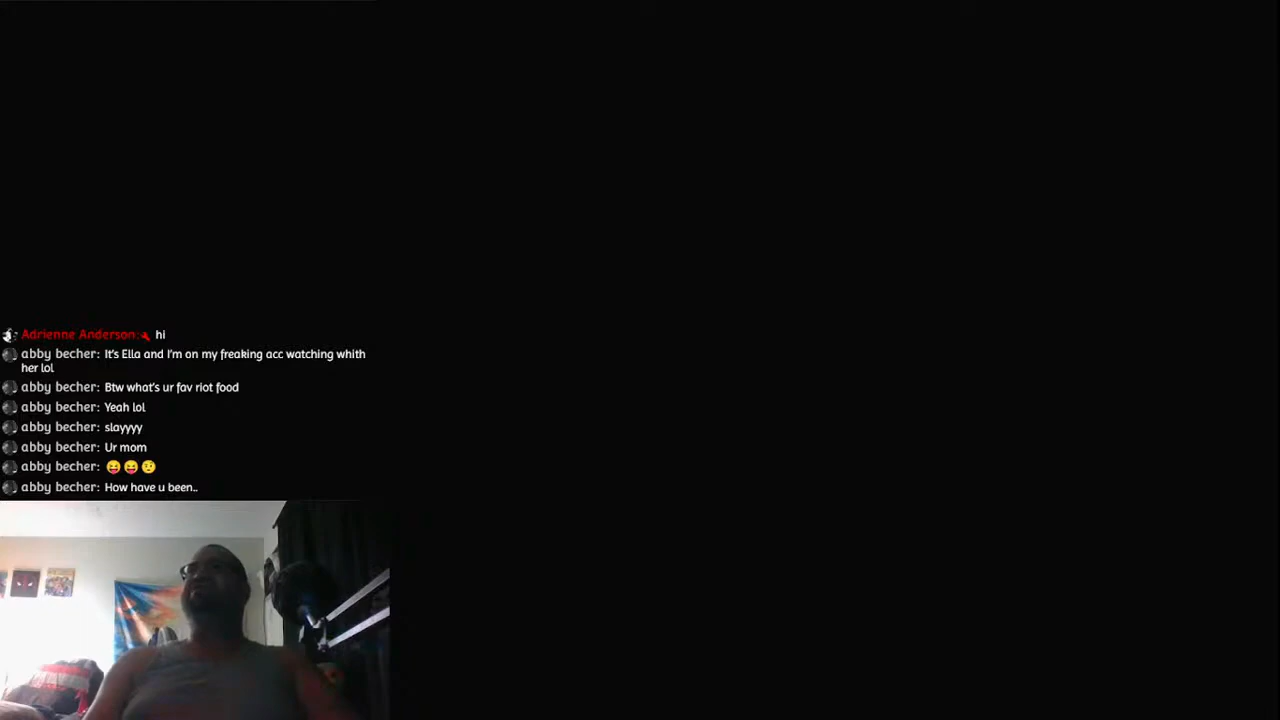 Adrienne Anderson: hi
abby becher: It's Ella and I'm on my freaking acc watching whith
her lol
abby becher: Btw what's ur fav riot food
abby becher: Yeah lol
abby becher: slayyyy
abby becher: Ur mom
abby becher: 😝😝🤨
abby becher: How have u been..